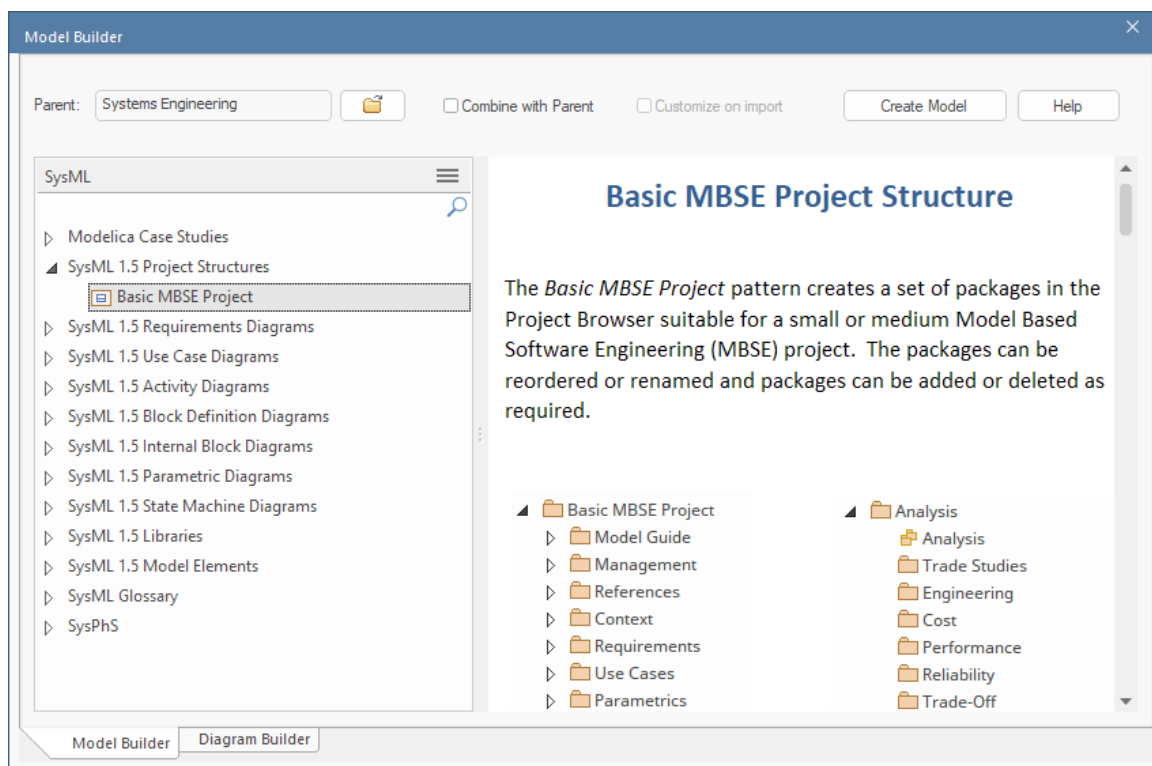 Model Builder
Parent: Systems Engineering Combine with Parent Customize on import Create Model Help
SysML
Modelica Case Studies
SysML 1.5 Project Structures
Basic MBSE Project
SysML 1.5 Requirements Diagrams
SysML 1.5 Use Case Diagrams
SysML 1.5 Activity Diagrams
SysML 1.5 Block Definition Diagrams
SysML 1.5 Internal Block Diagrams
SysML 1.5 Parametric Diagrams
SysML 1.5 State Machine Diagrams
SysML 1.5 Libraries
SysML 1.5 Model Elements
SysML Glossary
SysPhS
Basic MBSE Project Structure
The Basic MBSE Project pattern creates a set of packages in the
Project Browser suitable for a small or medium Model Based
Software Engineering (MBSE) project. The packages can be
reordered or renamed and packages can be added or deleted as
required.
Basic MBSE Project
Model Guide
Management
References
Context
Requirements
Use Cases
Parametrics
Analysis
Analysis
Trade Studies
Engineering
Cost
Performance
Reliability
Trade-Off
Model Builder Diagram Builder